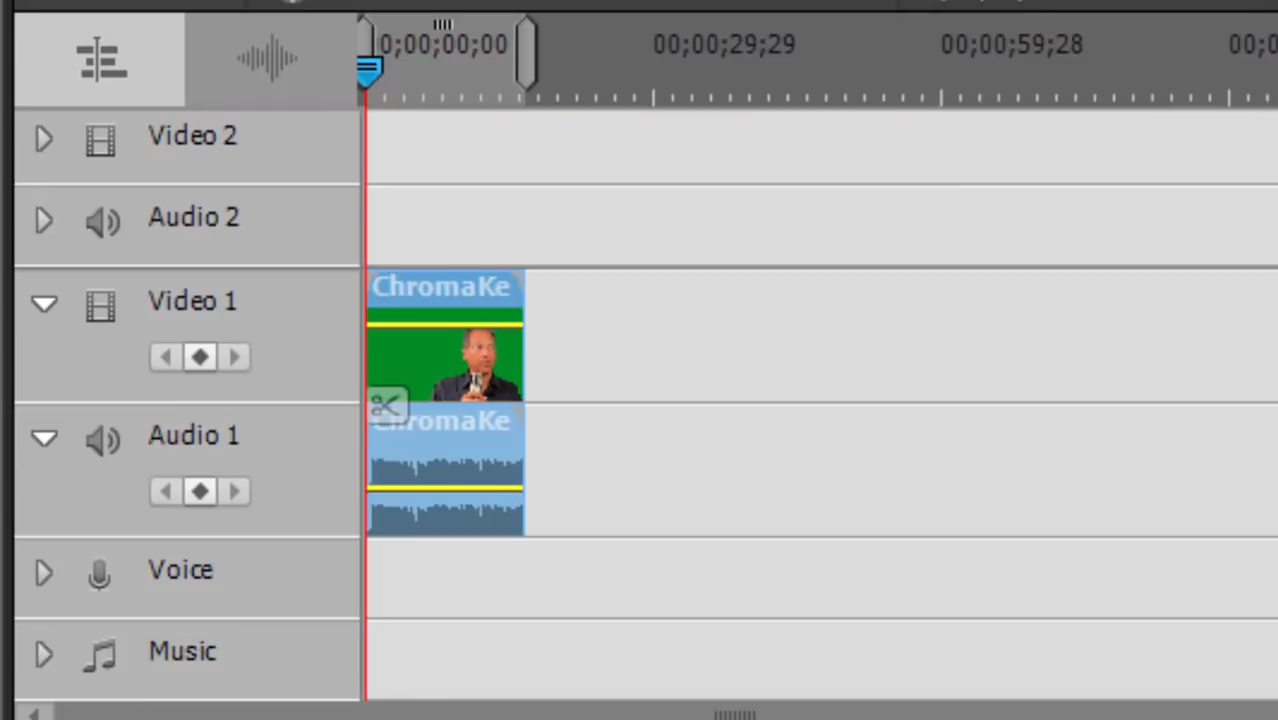 0;00;00;00 00;00;29;29 00;00;59;28 00;0
Video 2
Audio 2
ChromaKe
Video 1
ChromaKe
Audio 1
Voice
Music